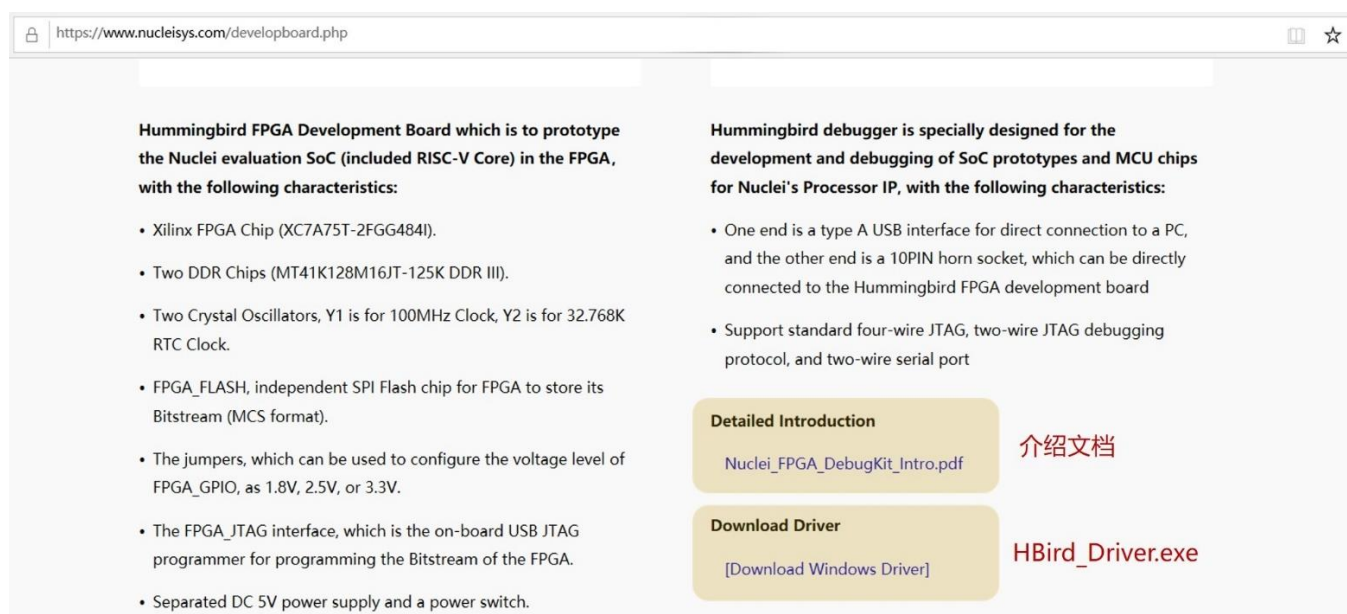 https://www.nucleisys.com/developboard.php
Hummingbird FPGA Development Board which is to prototype
the Nuclei evaluation SoC (included RISC-V Core) in the FPGA,
with the following characteristics:
• Xilinx FPGA Chip (XC7A75T-2FGG484I).
• Two DDR Chips (MT41K128M16JT-125K DDR III).
• Two Crystal Oscillators, Y1 is for 100MHz Clock, Y2 is for 32.768K
RTC Clock.
• FPGA_FLASH, independent SPI Flash chip for FPGA to store its
Bitstream (MCS format).
• The jumpers, which can be used to configure the voltage level of
FPGA_GPIO, as 1.8V, 2.5V, or 3.3V.
• The FPGA_JTAG interface, which is the on-board USB JTAG
programmer for programming the Bitstream of the FPGA.
• Separated DC 5V power supply and a power switch.
Hummingbird debugger is specially designed for the
development and debugging of SoC prototypes and MCU chips
for Nuclei's Processor IP, with the following characteristics:
• One end is a type A USB interface for direct connection to a PC,
and the other end is a 10PIN horn socket, which can be directly
connected to the Hummingbird FPGA development board
• Support standard four-wire JTAG, two-wire JTAG debugging
protocol, and two-wire serial port
Detailed Introduction
Nuclei_FPGA_DebugKit_Intro.pdf
介绍文档
Download Driver
[Download Windows Driver]
HBird_Driver.exe